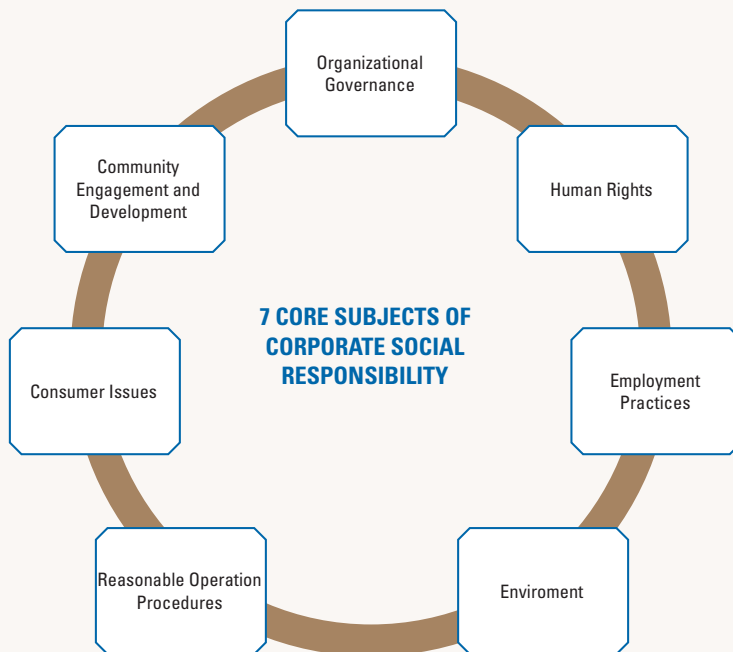 Organizational
Governance
Human Rights
Employment
Practices
Enviroment
Reasonable Operation
Procedures
Consumer Issues
Community
Engagement and
Development
7 CORE SUBJECTS OF
CORPORATE SOCIAL
RESPONSIBILITY